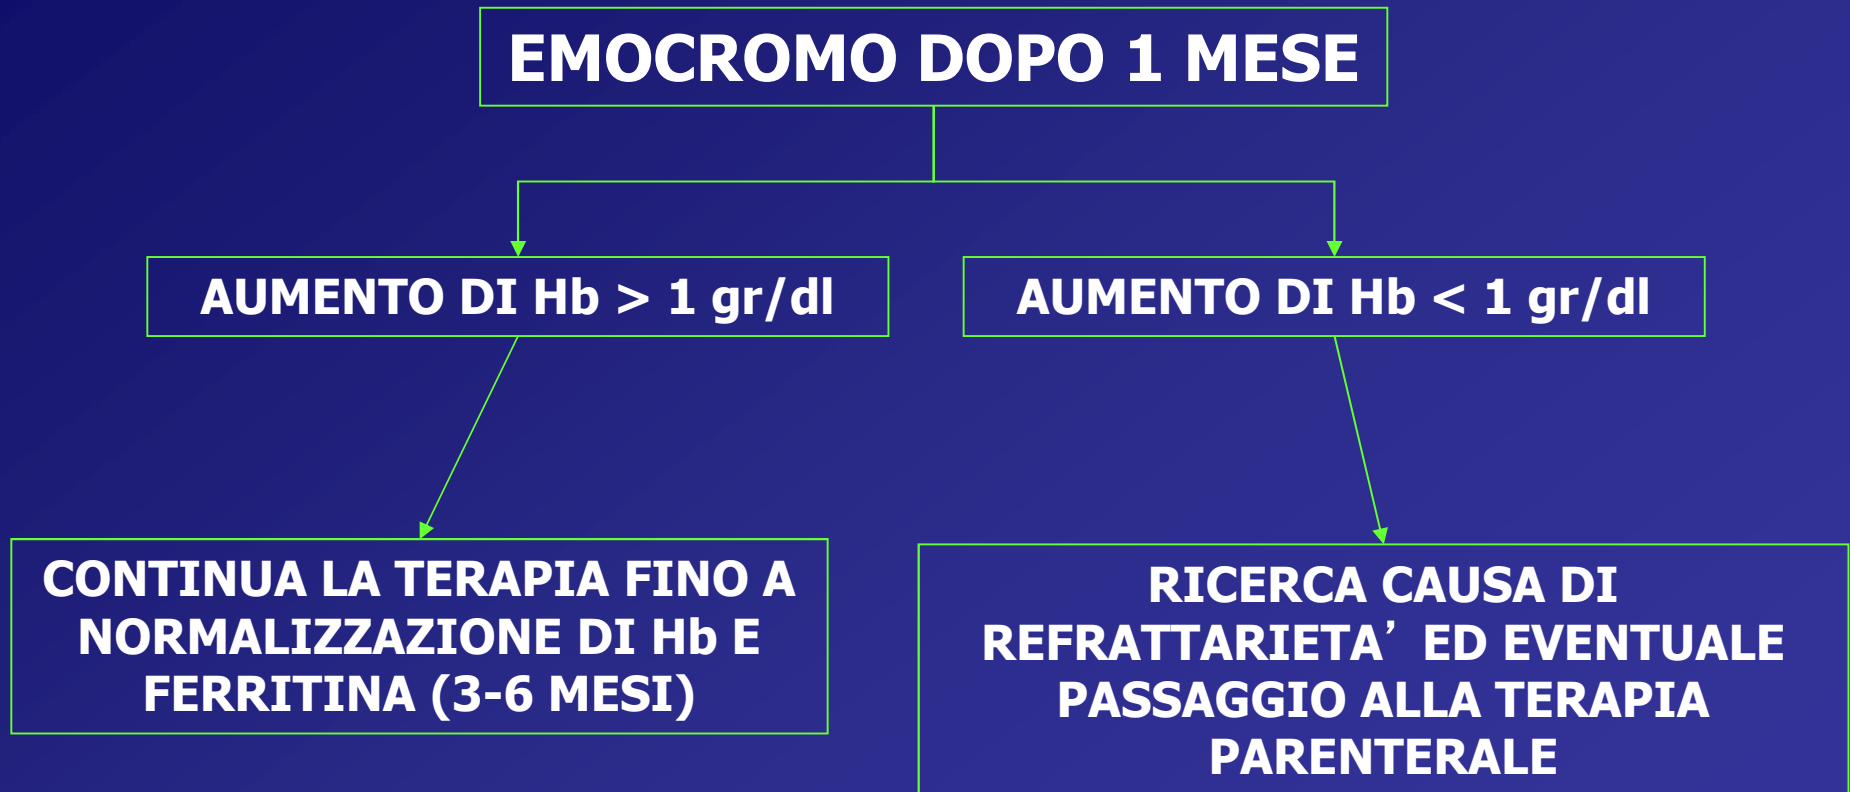 EMOCROMO DOPO 1 MESE
AUMENTO DI Hb > 1 gr/dl
AUMENTO DI Hb < 1 gr/dl
CONTINUA LA TERAPIA FINO A
NORMALIZZAZIONE DI Hb E
FERRITINA (3-6 MESI)
RICERCA CAUSA DI
REFRATTARIETA’ ED EVENTUALE
PASSAGGIO ALLA TERAPIA
PARENTERALE